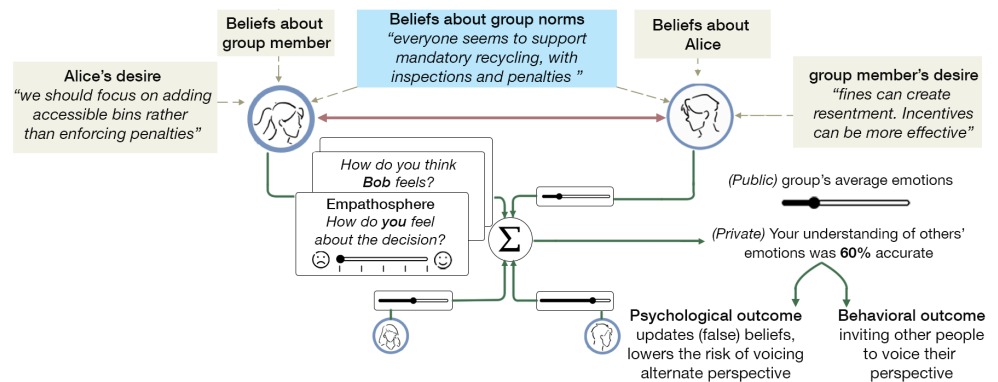 Beliefs about
group member
Beliefs about group norms
“everyone seems to support
mandatory recycling, with
inspections and penalties ”
Beliefs about
Alice
Alice’s desire
“we should focus on adding
accessible bins rather
than enforcing penalties”
group member’s desire
“fines can create
resentment. Incentives
can be more effective”
How do you think
Bob feels?
Empathosphere
How do you feel
about the decision?
Σ
(Public) group’s average emotions
(Private) Your understanding of others’
emotions was 60% accurate
Psychological outcome
updates (false) beliefs,
lowers the risk of voicing
alternate perspective
Behavioral outcome
inviting other people
to voice their
perspective